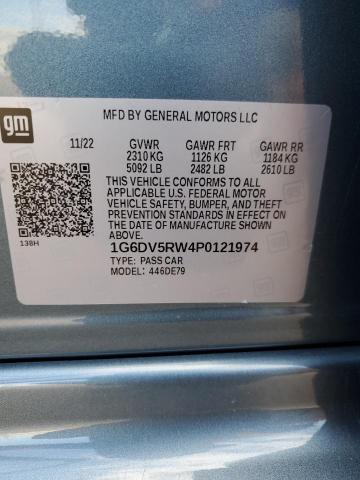 gm
MFD BY GENERAL MOTORS LLC
11/22 GVWR GAWR FRT GAWR RR
2310 KG 1126 KG 1184 KG
5092 LB 2482 LB 2610 LB
THIS VEHICLE CONFORMS TO ALL APPLICABLE
U.S. FEDERAL MOTOR
VEHICLE SAFETY, BUMPER, AND THEFT
PREVENTION STANDARDS IN EFFECT ON THE
DATE OF MANUFACTURE SHOWN
ABOVE.
138H
1G6DV5RW4P0121974
TYPE: PASS CAR
MODEL: 446DE79